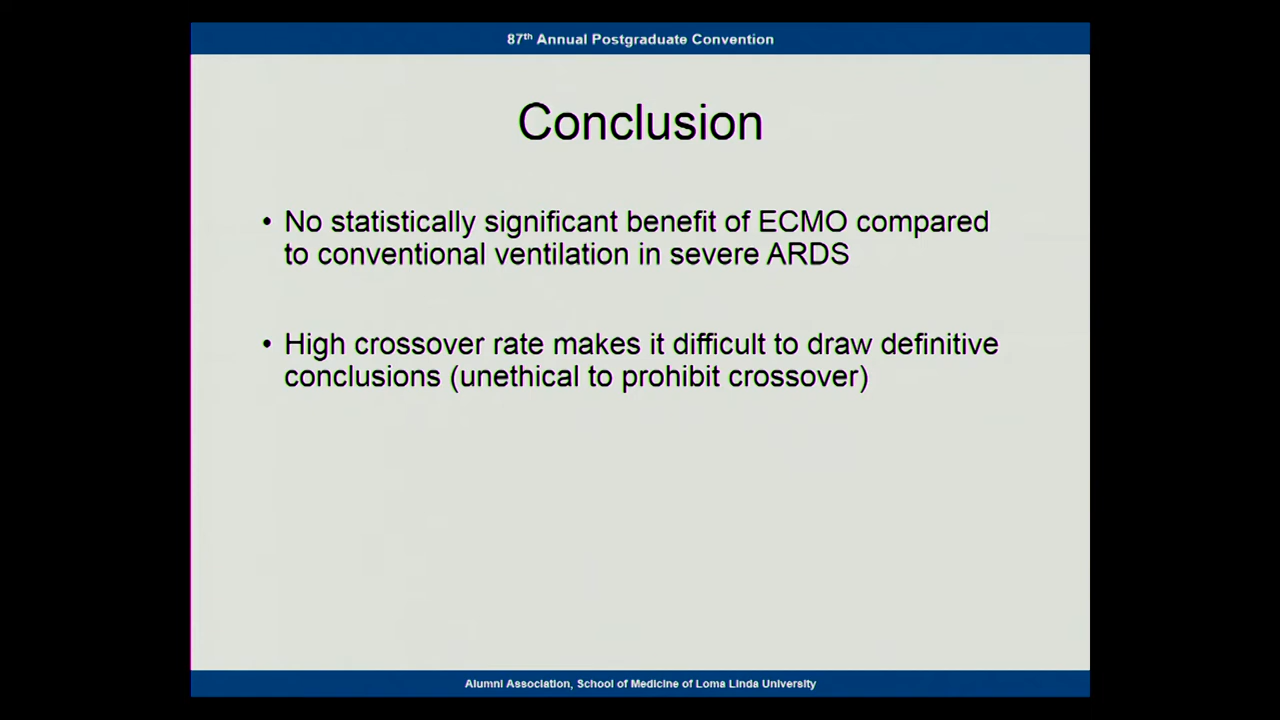 87th Annual Postgraduate Convention
Conclusion
• No statistically significant benefit of ECMO compared
to conventional ventilation in severe ARDS
• High crossover rate makes it difficult to draw definitive
conclusions (unethical to prohibit crossover)
Alumni Association, School of Medicine of Loma Linda University